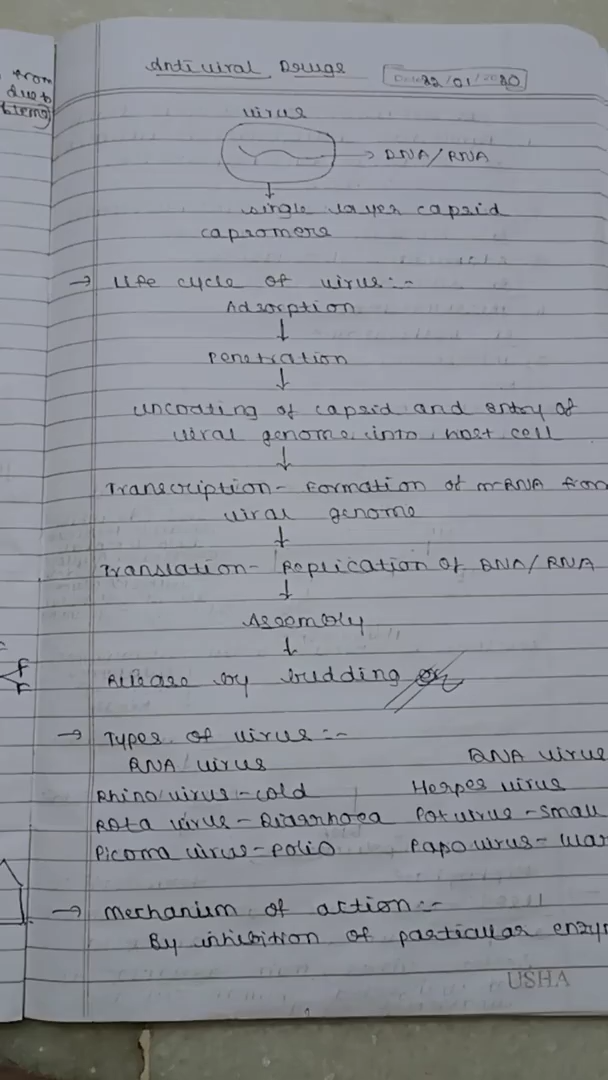 from
due to
Antiviral Drugs
22/01/2020
virus
→ DNA/RNA
single layer capsid
capsomere
→ Life cycle of virus:-
Adsorption
↓
Penetration
↓
uncoating of capsid and entry of
viral genome into host cell
↓
Transcription- Formation of m-RNA from
viral genome
↓
Translation- Replication of DNA/RNA
↓
Assembly
↓
Release by budding
→ Types of virus:-
RNA virus DNA virus
Rhino virus-cold Herpes virus
Rota virus-Diarrhoea Pox virus-small
Picorna virus-polio Papo virus-war
→ Mechanism of action:-
By inhibition of particular enzy
USHA